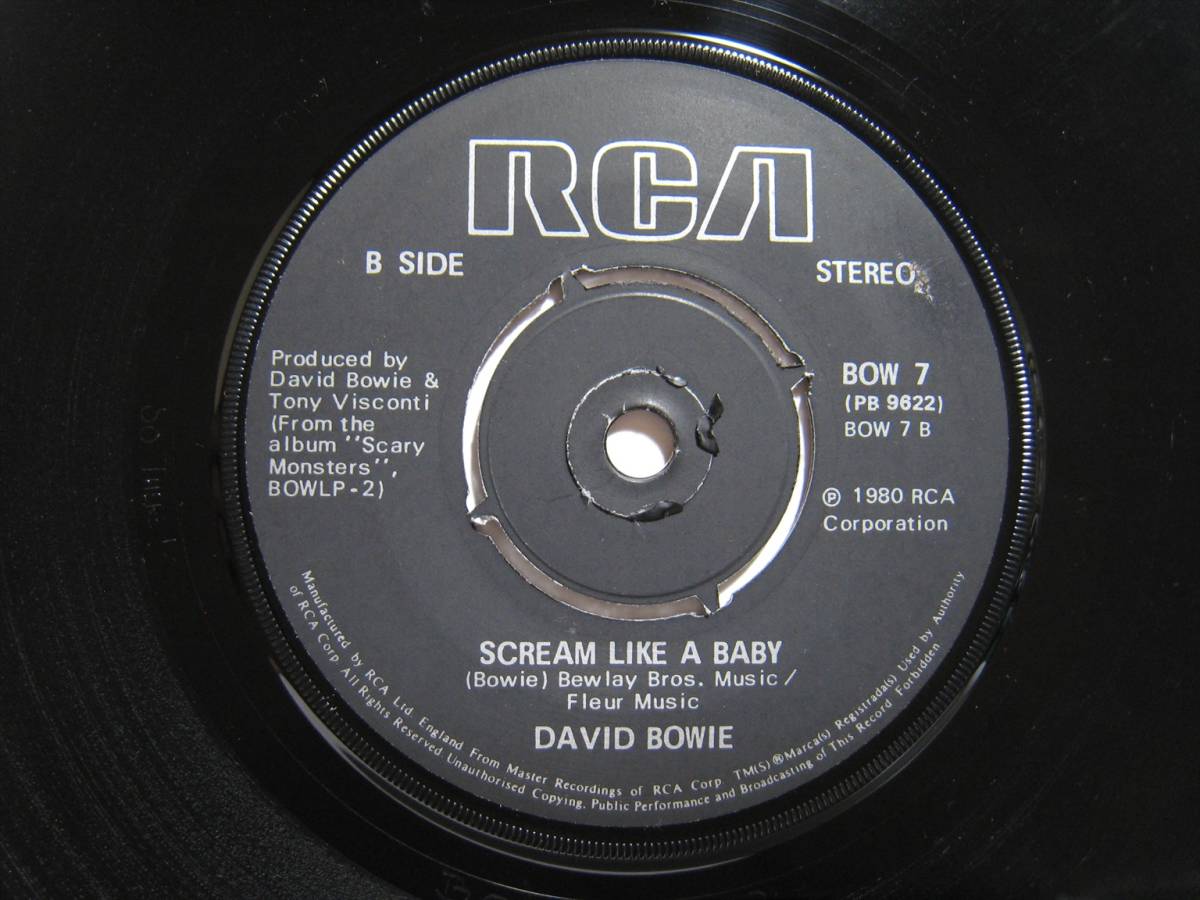 RCA
B SIDE
STEREO
Produced by
David Bowie &
Tony Visconti
(From the
album "Scary
Monsters",
BOWLP-2)
BOW 7
(PB 9622)
BOW 7 B
℗ 1980 RCA
Corporation
SCREAM LIKE A BABY
(Bowie) Bewlay Bros. Music /
Fleur Music
DAVID BOWIE
Manufactured by RCA, Ltd. England From Master Recordings of RCA Corp. TM(S) ® Marca(s) Registrada(s) Used by Authority
of RCA Corp. All Rights Reserved Unauthorised Copying, Public Performance and Broadcasting of This Record Forbidden